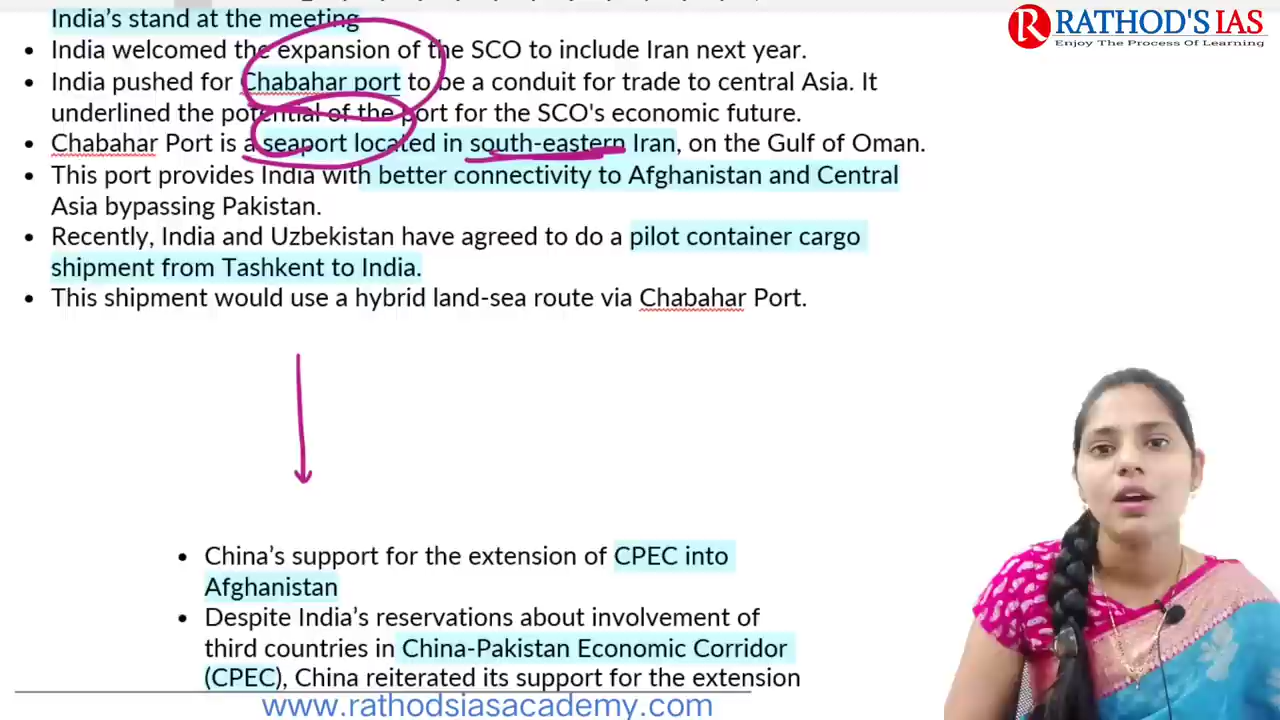 India's stand at the meeting
RATHOD'S IAS
Enjoy The Process Of Learning
• India welcomed the expansion of the SCO to include Iran next year.
• India pushed for Chabahar port to be a conduit for trade to central Asia. It
underlined the potential of the port for the SCO's economic future.
• Chabahar Port is a seaport located in south-eastern Iran, on the Gulf of Oman.
• This port provides India with better connectivity to Afghanistan and Central
Asia bypassing Pakistan.
• Recently, India and Uzbekistan have agreed to do a pilot container cargo
shipment from Tashkent to India.
• This shipment would use a hybrid land-sea route via Chabahar Port.
• China's support for the extension of CPEC into
Afghanistan
• Despite India's reservations about involvement of
third countries in China-Pakistan Economic Corridor
(CPEC), China reiterated its support for the extension
www.rathodsiasacademy.com